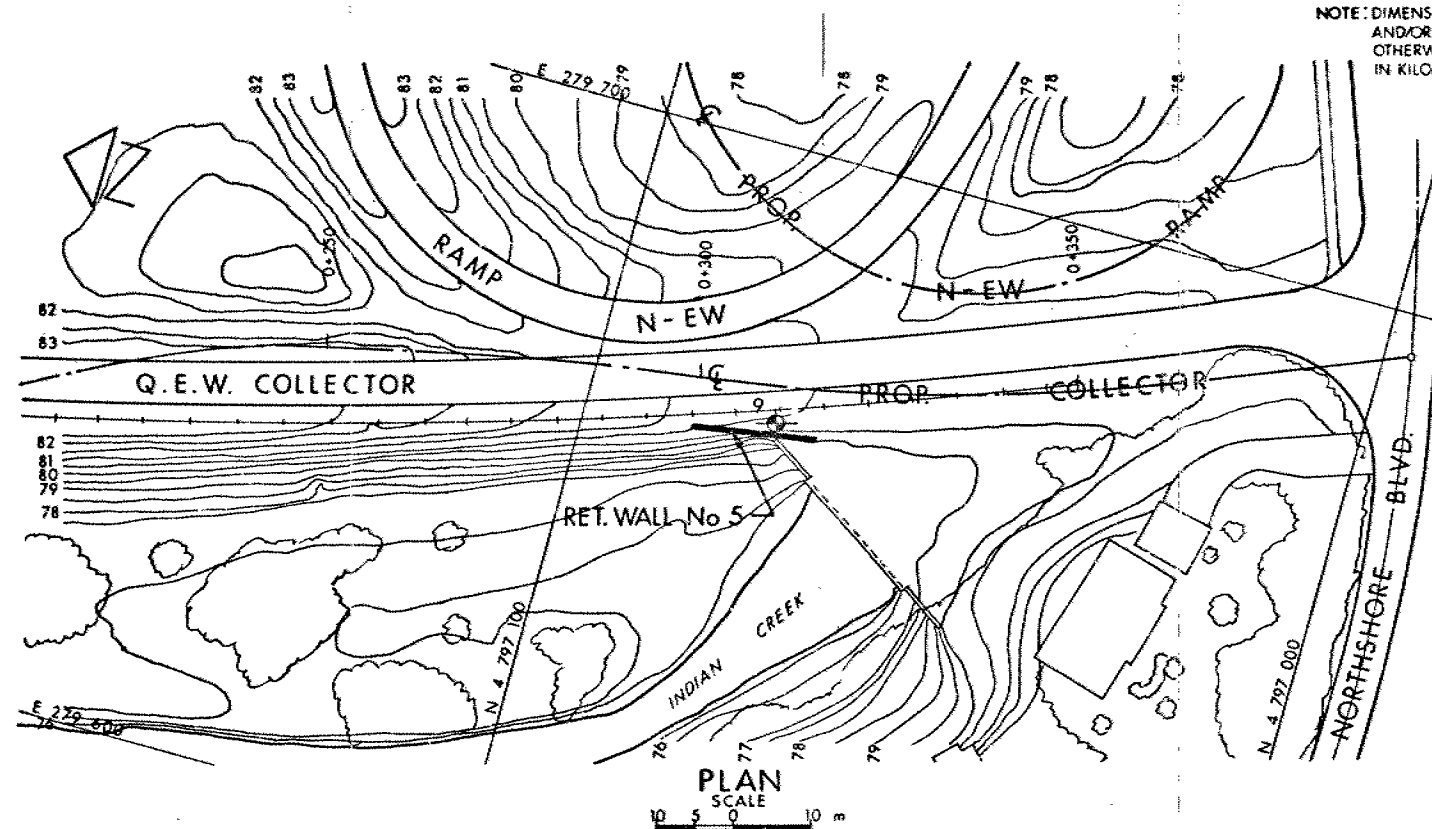 NOTE: DIMENS
AND/OR
OTHERW
IN KILO
82 83 83 82 81 80 79 78 78 79 79 78 78
E 279 700
℄
PROP.
RAMP
0+250
0+300
0+350
RAMP
N-EW
N-EW
82
83
Q.E.W. COLLECTOR
℄
PROP. COLLECTOR
9
82
81
80
79
78
RET. WALL No 5
NORTHSHORE BLVD.
INDIAN CREEK
N 4 797 100
N 4 797 000
E 279 600
76
76 77 78 79
PLAN
SCALE
10 5 0 10 m